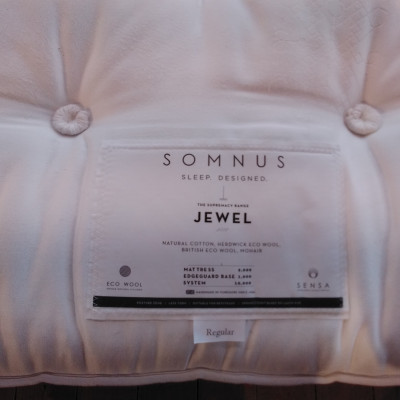 SOMNUS
SLEEP. DESIGNED.
THE SUPREMACY RANGE
JEWEL
NATURAL COTTON, HERDWICK ECO WOOL,
BRITISH ECO WOOL, MOHAIR
MATTRESS
EDGEGUARD BASE
SYSTEM
ECO WOOL
SENSA
Regular